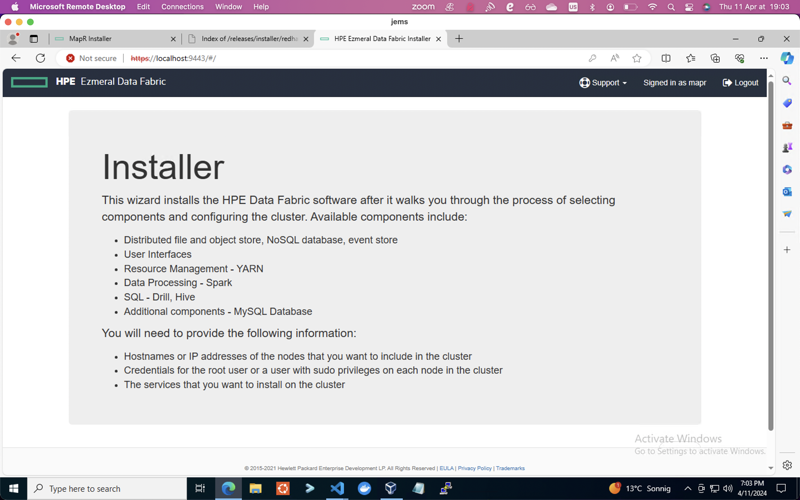 Microsoft Remote Desktop Edit Connections Window Help zoom US Thu 11 Apr at 19:03
jems
MapR Installer
Index of /releases/installer/redha
HPE Ezmeral Data Fabric Installer
Not secure https://localhost:9443/#/
HPE Ezmeral Data Fabric Support Signed in as mapr Logout
Installer
This wizard installs the HPE Data Fabric software after it walks you through the process of selecting
components and configuring the cluster. Available components include:
• Distributed file and object store, NoSQL database, event store
• User Interfaces
• Resource Management - YARN
• Data Processing - Spark
• SQL - Drill, Hive
• Additional components - MySQL Database
You will need to provide the following information:
• Hostnames or IP addresses of the nodes that you want to include in the cluster
• Credentials for the root user or a user with sudo privileges on each node in the cluster
• The services that you want to install on the cluster
Activate Windows
Go to Settings to activate Windows.
© 2015-2021 Hewlett Packard Enterprise Development LP. All Rights Reserved | EULA | Privacy Policy | Trademarks
Type here to search
13°C Sonnig
7:03 PM
4/11/2024